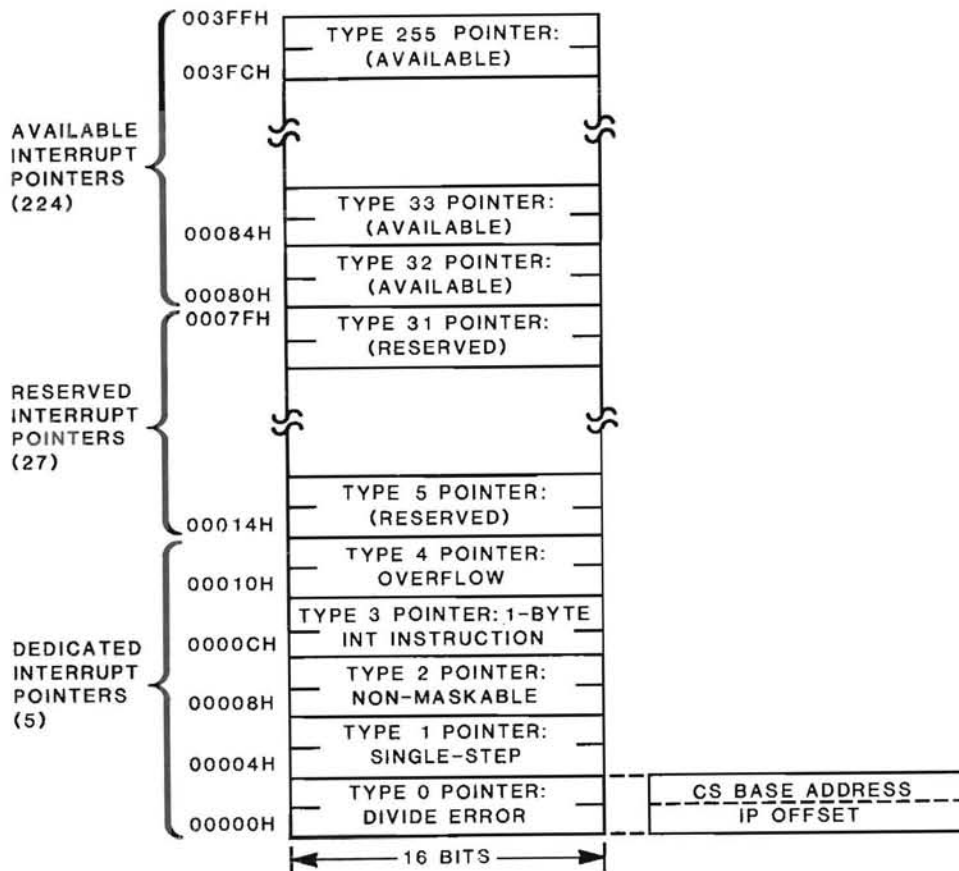 003FFH
TYPE 255 POINTER:
(AVAILABLE)
003FCH
AVAILABLE
INTERRUPT
POINTERS
(224)
TYPE 33 POINTER:
(AVAILABLE)
00084H
TYPE 32 POINTER:
(AVAILABLE)
00080H
0007FH
TYPE 31 POINTER:
(RESERVED)
RESERVED
INTERRUPT
POINTERS
(27)
TYPE 5 POINTER:
(RESERVED)
00014H
TYPE 4 POINTER:
OVERFLOW
00010H
TYPE 3 POINTER: 1-BYTE
INT INSTRUCTION
0000CH
DEDICATED
INTERRUPT
POINTERS
(5)
TYPE 2 POINTER:
NON-MASKABLE
00008H
TYPE 1 POINTER:
SINGLE-STEP
00004H
TYPE 0 POINTER:
DIVIDE ERROR
00000H
CS BASE ADDRESS
IP OFFSET
16 BITS